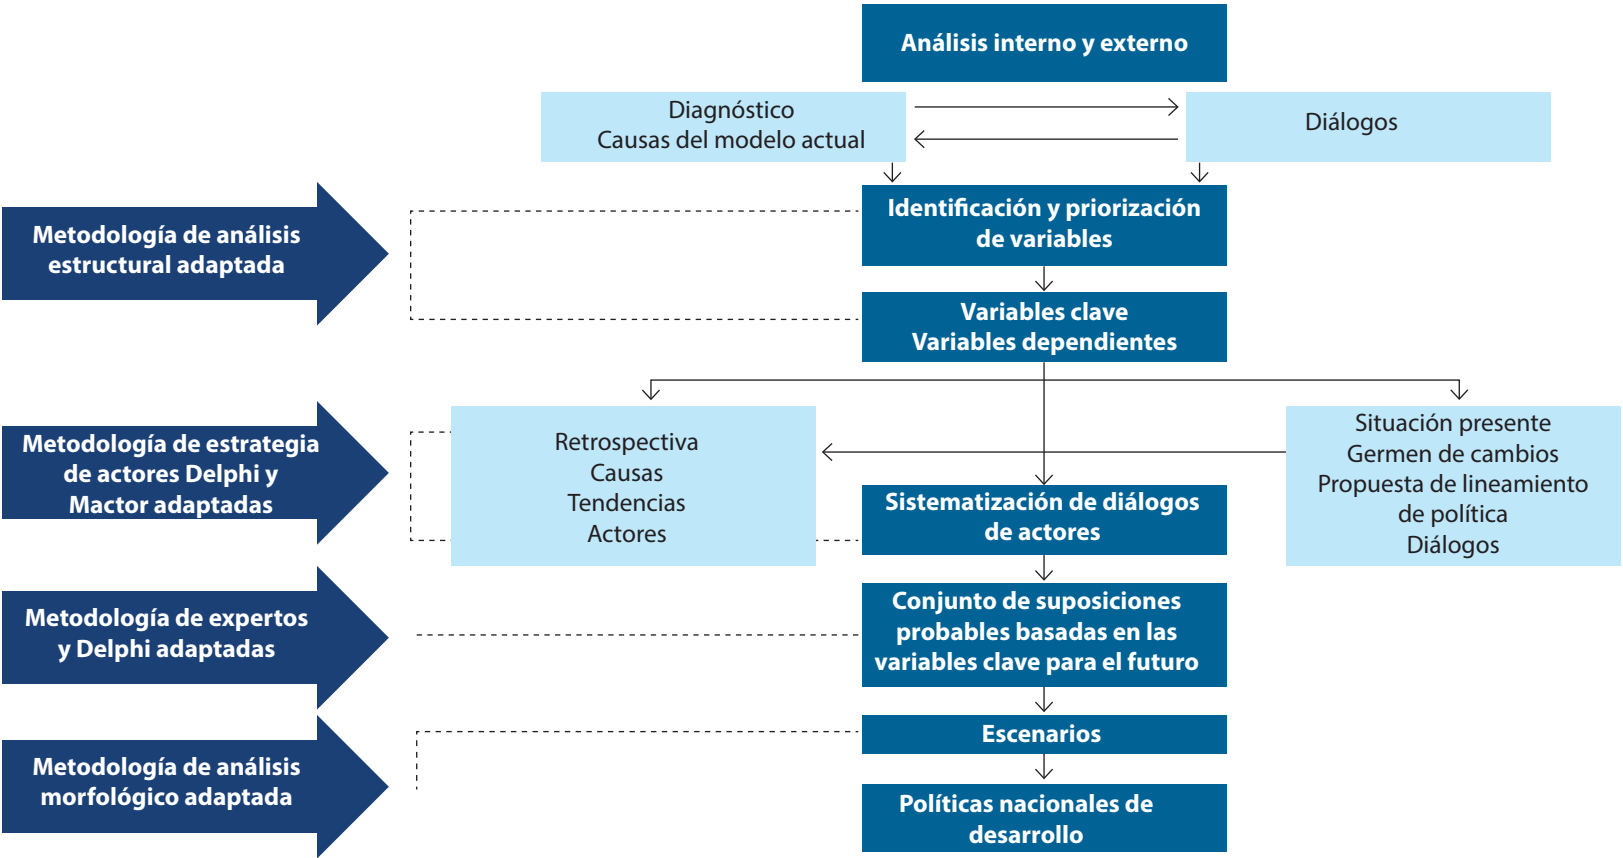 Análisis interno y externo
Diagnóstico
Causas del modelo actual
Diálogos
Metodología de análisis
estructural adaptada
Identificación y priorización
de variables
Variables clave
Variables dependientes
Metodología de estrategia
de actores Delphi y
Mactor adaptadas
Retrospectiva
Causas
Tendencias
Actores
Situación presente
Germen de cambios
Propuesta de lineamiento
de política
Diálogos
Sistematización de diálogos
de actores
Metodología de expertos
y Delphi adaptadas
Conjunto de suposiciones
probables basadas en las
variables clave para el futuro
Metodología de análisis
morfológico adaptada
Escenarios
Políticas nacionales de
desarrollo